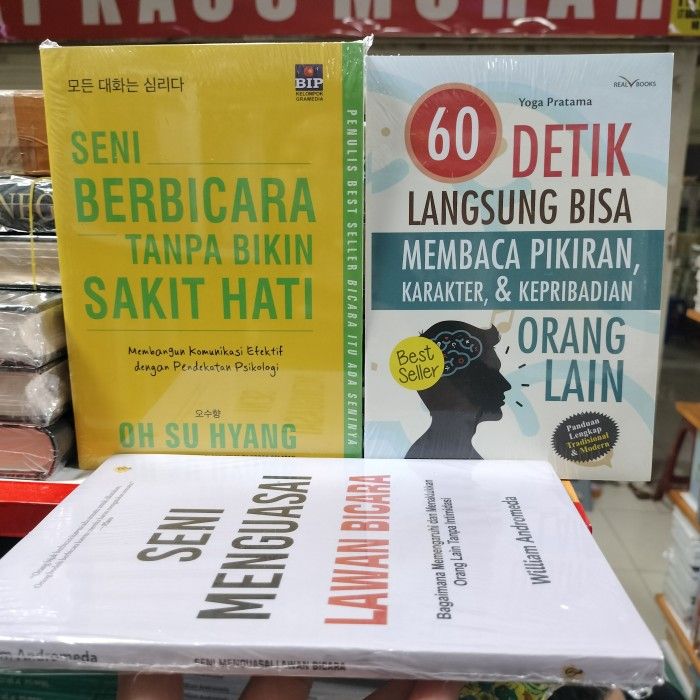 모든 대화는 심리다
BIP
KELOMPOK
GRAMEDIA
SENI
BERBICARA
TANPA BIKIN
SAKIT HATI
Membangun Komunikasi Efektif
dengan Pendekatan Psikologi
오수향
OH SU HYANG
PENULIS BEST SELLER BICARA ITU ADA SENINYA
REAL BOOKS
Yoga Pratama
60 DETIK
LANGSUNG BISA
MEMBACA PIKIRAN,
KARAKTER, & KEPRIBADIAN
ORANG
LAIN
Best
Seller
Panduan
Lengkap
Tradisional
& Modern
SENI
MENGUASAI
LAWAN BICARA
Bagaimana Memengaruhi dan Menaklukkan
Orang Lain Tanpa Intimidasi
William Andromeda
Andromeda
SENI MENGUASAI LAWAN BICARA